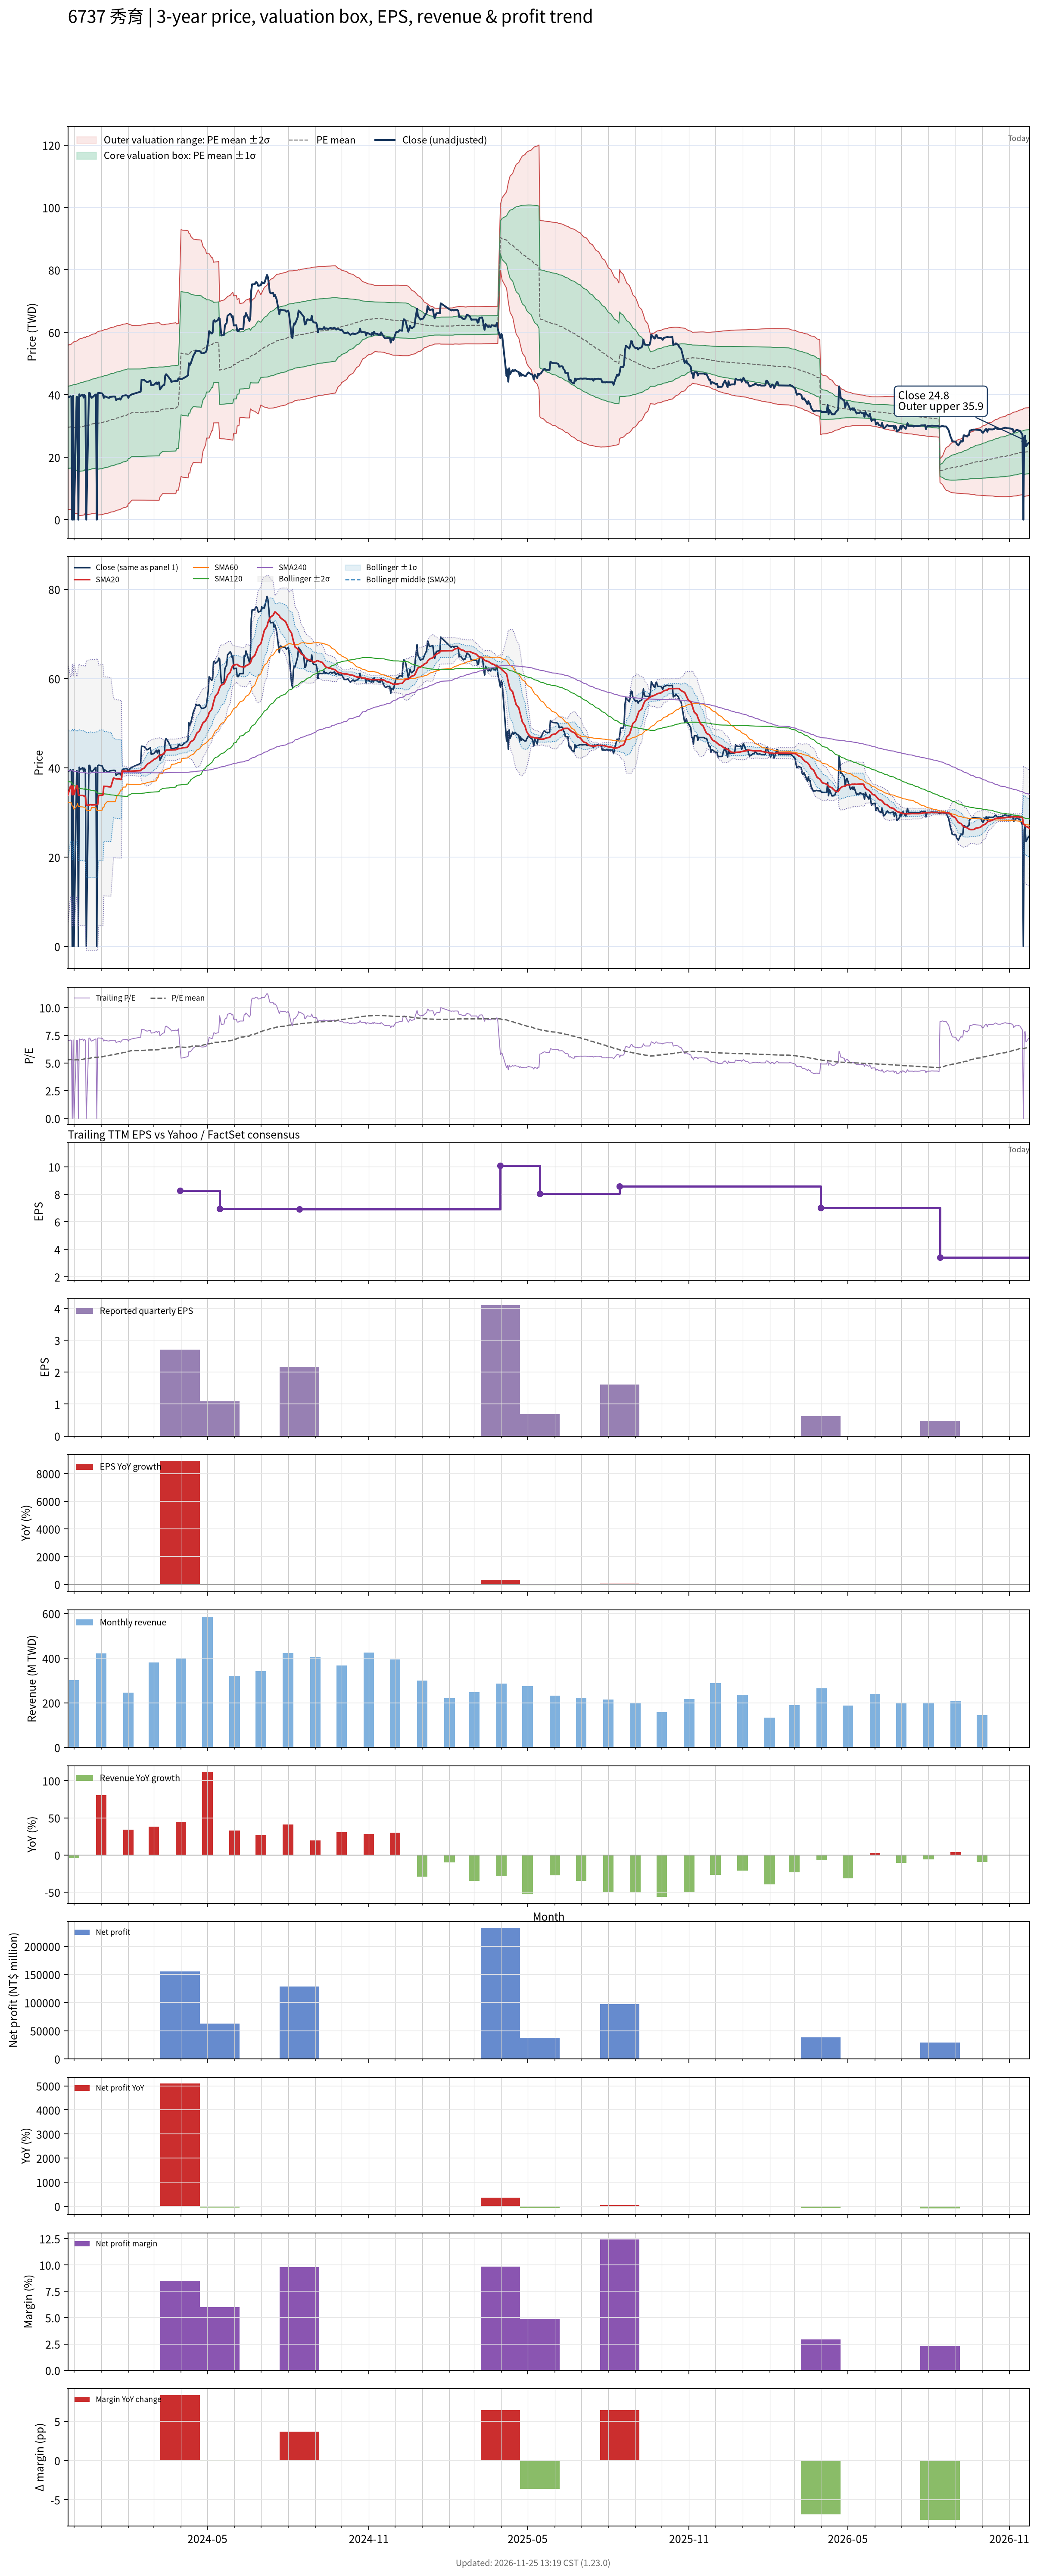 6737 秀育 | 3-year price, valuation box, EPS, revenue & profit trend
Outer valuation range: PE mean ±2σ
Core valuation box: PE mean ±1σ
PE mean
Close (unadjusted)
Today
Price (TWD)
120
100
80
60
40
20
0
Close 24.8
Outer upper 35.9
Close (same as panel 1)
SMA20
SMA60
SMA120
SMA240
Bollinger ±2σ
Bollinger ±1σ
Bollinger middle (SMA20)
Price
80
60
40
20
0
Trailing P/E
P/E mean
P/E
10.0
7.5
5.0
2.5
0.0
Trailing TTM EPS vs Yahoo / FactSet consensus
Today
EPS
10
8
6
4
2
Reported quarterly EPS
EPS
4
3
2
1
0
EPS YoY growth
YoY (%)
8000
6000
4000
2000
0
Monthly revenue
Revenue (M TWD)
600
400
200
0
Revenue YoY growth
YoY (%)
100
50
0
-50
Month
Net profit
Net profit (NT$ million)
200000
150000
100000
50000
0
Net profit YoY
YoY (%)
5000
4000
3000
2000
1000
0
Net profit margin
Margin (%)
12.5
10.0
7.5
5.0
2.5
0.0
Margin YoY change
Δ margin (pp)
5
0
-5
2024-05
2024-11
2025-05
2025-11
2026-05
2026-11
Updated: 2026-11-25 13:19 CST (1.23.0)